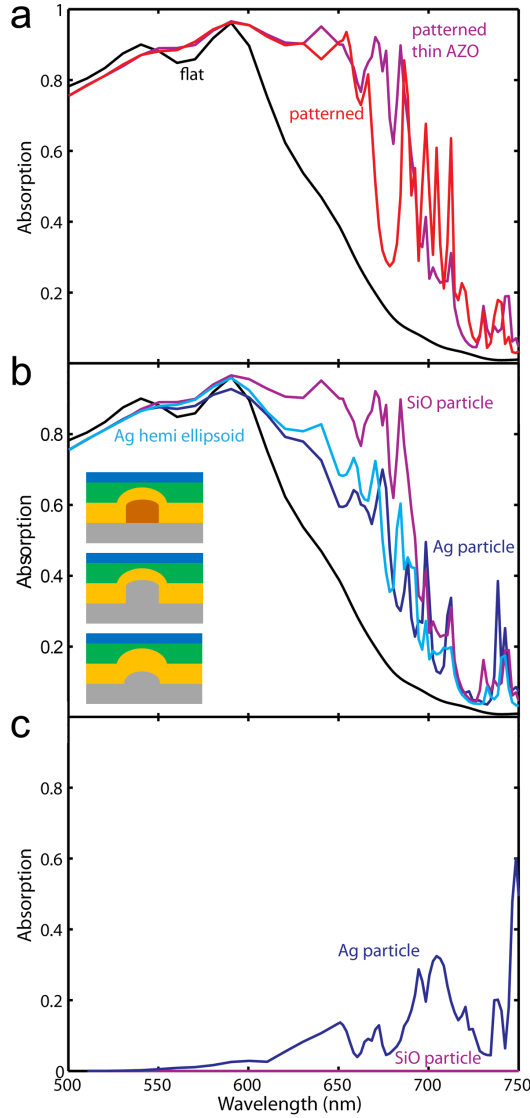 a
1
0.8
0.6
0.4
0.2
Absorption
flat
patterned
thin AZO
patterned
b
0.8
0.6
0.4
0.2
Absorption
SiO particle
Ag hemi ellipsoid
Ag particle
c
0.8
0.6
0.4
0.2
0
Absorption
Ag particle
SiO particle
500
550
600
650
700
750
Wavelength (nm)